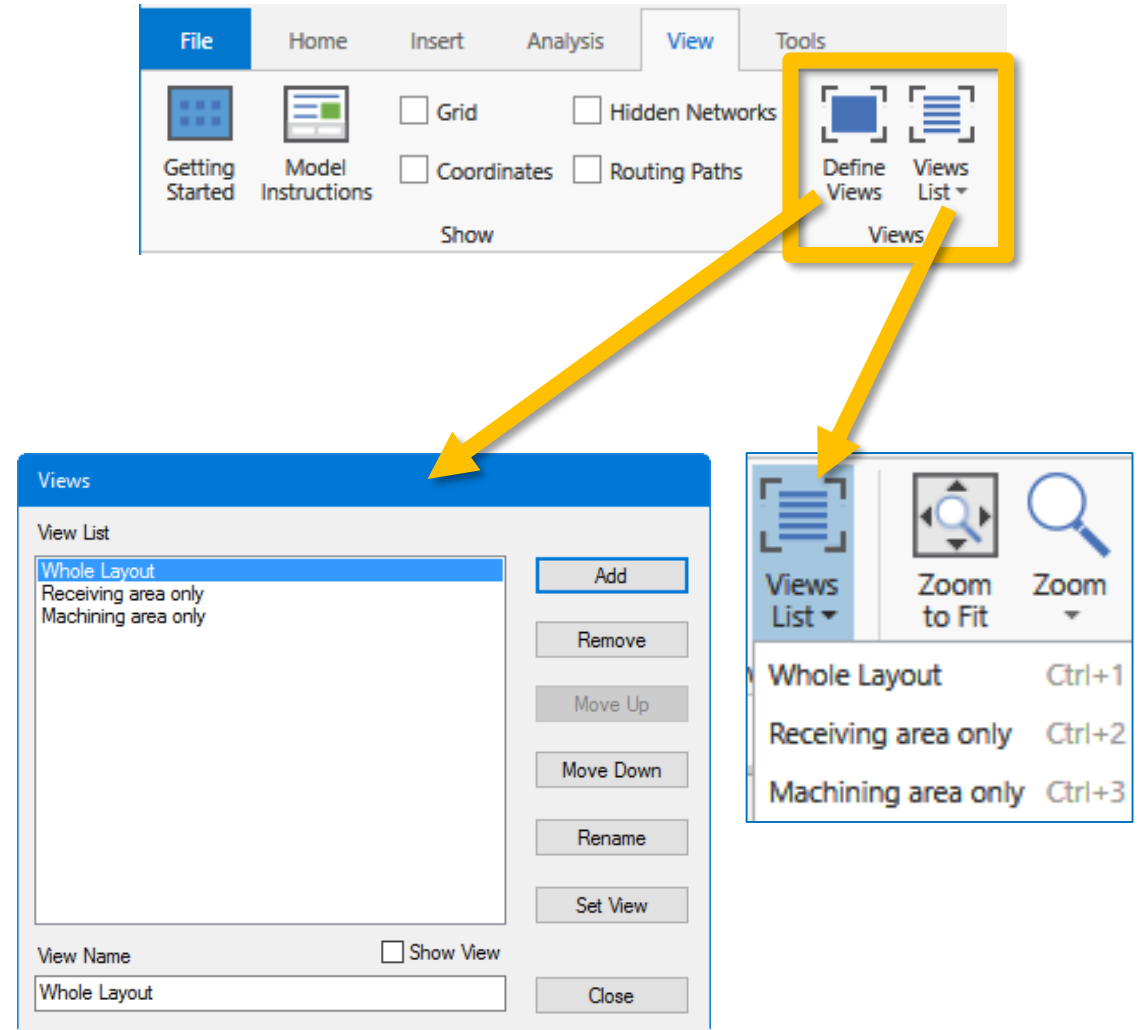 File Home Insert Analysis View Tools
Grid Hidden Networks
Getting Started Model Instructions Coordinates Routing Paths Define Views Views List
Show Views
Views
View List
Whole Layout
Receiving area only
Machining area only
Add
Remove
Move Up
Move Down
Rename
Set View
View Name Show View
Whole Layout
Close
Views List Zoom to Fit Zoom
Whole Layout Ctrl+1
Receiving area only Ctrl+2
Machining area only Ctrl+3